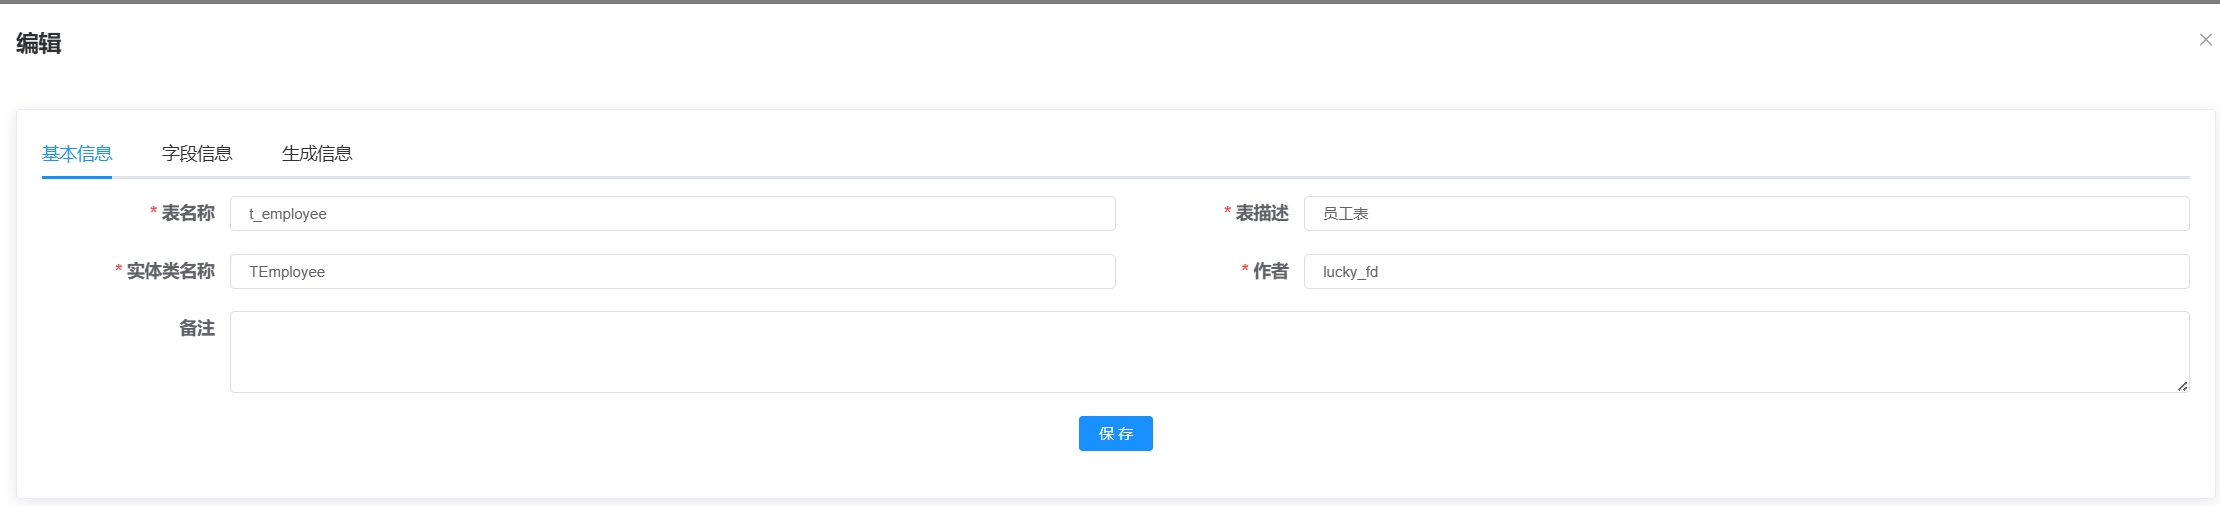 编辑
基本信息 字段信息 生成信息
* 表名称 t_employee * 表描述 员工表
* 实体类名称 TEmployee * 作者 lucky_fd
备注
保 存